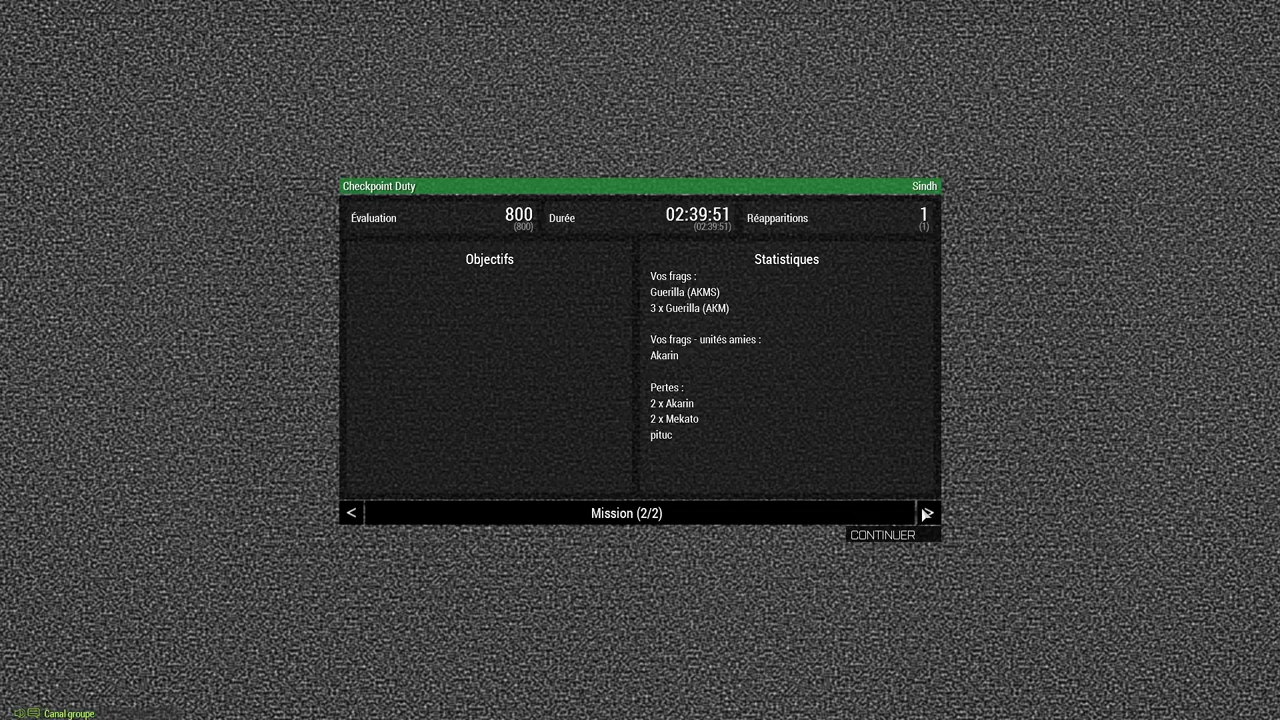 Checkpoint Duty Sindh
Évaluation 800 (800) Durée 02:39:51 (02:39:51) Réapparitions 1 (1)
Objectifs
Statistiques
Vos frags :
Guerilla (AKMS)
3 x Guerilla (AKM)
Vos frags - unités amies :
Akarin
Pertes :
2 x Akarin
2 x Mekato
pituc
< Mission (2/2) >
CONTINUER
Canal groupe